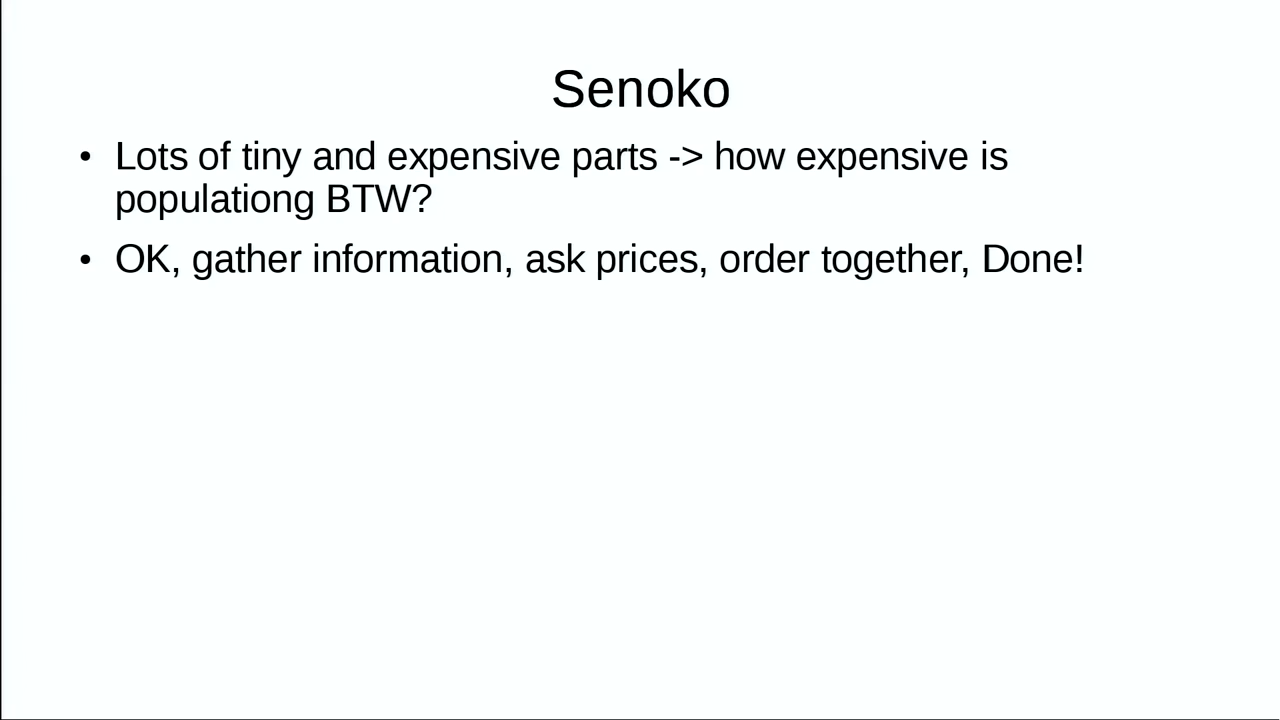 Senoko
• Lots of tiny and expensive parts -> how expensive is
populationg BTW?
• OK, gather information, ask prices, order together, Done!